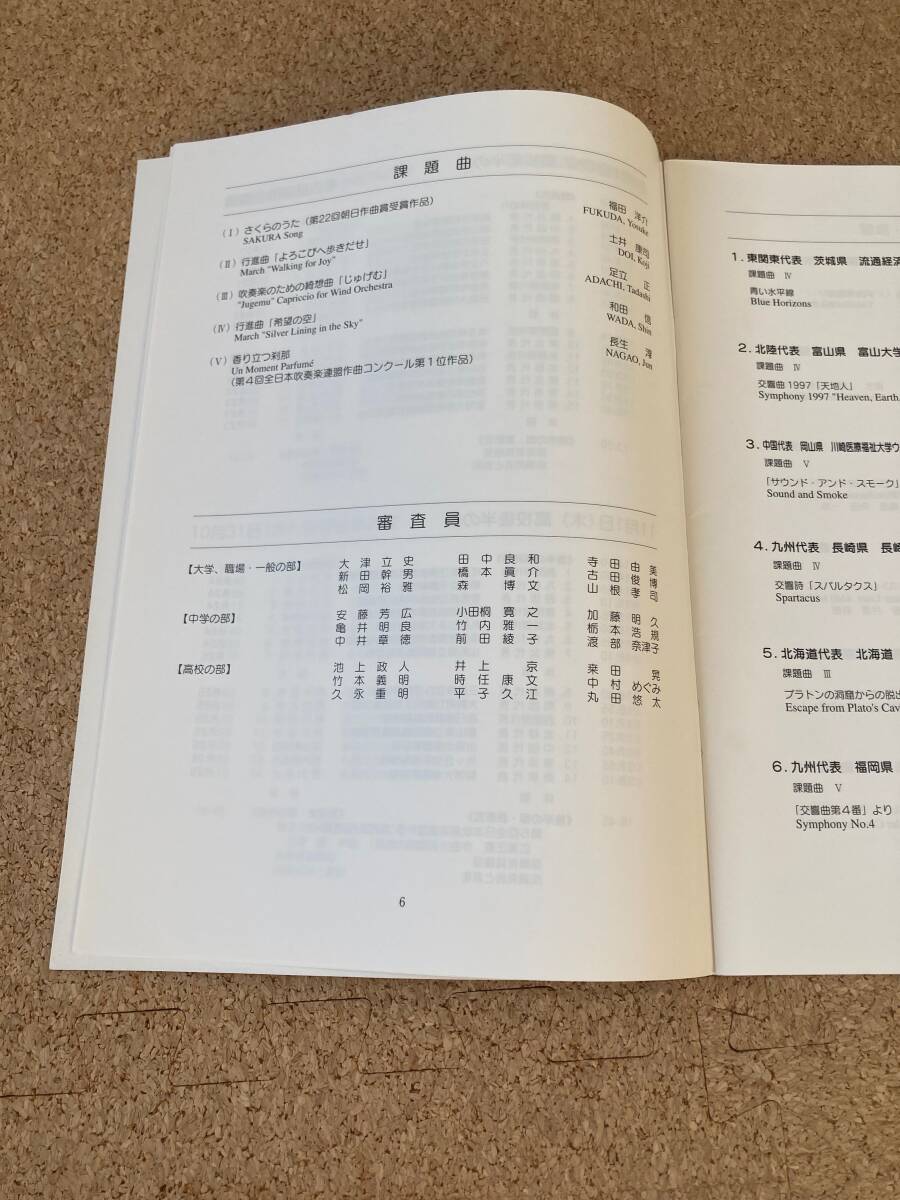 課題曲
(Ⅰ) さくらのうた（第22回朝日作曲賞受賞作品） 福田 洋介
SAKURA Song FUKUDA, Yosuke
(Ⅱ) 行進曲「よろこびへ歩きだせ」 土井 康司
March "Walking for Joy" DOI, Koji
(Ⅲ) 吹奏楽のための綺想曲「じゅげむ」 足立 正
"Jugemu" Capriccio for Wind Orchestra ADACHI, Tadashi
(Ⅳ) 行進曲「希望の空」 和田 信
March "Silver Lining in the Sky" WADA, Shin
(Ⅴ) 香り立つ刹那 長生 淳
Un Moment Parfumé NAGAO, Jun
（第4回全日本吹奏楽連盟作曲コンクール第1位作品）
審査員
【大学、職場・一般の部】 大津立史 田中良和 寺田由美
新田幹男 橋本眞介 古田俊博
松岡裕雅 森博文 山根孝司
【中学の部】 安藤芳広 小田桐寛之 加藤明久
亀井明良 竹内雅一 栃本浩規
中井章徳 前田綾子 渡部奈津子
【高校の部】 池上政人 井上京 桒田晃
竹本義明 時任康文 中村めぐみ
久永重明 平子久江 丸田悠太
6
1. 東関東代表 茨城県 流通経済
課題曲 Ⅳ
青い水平線
Blue Horizons
2. 北陸代表 富山県 富山大学
課題曲 Ⅳ
交響曲1997「天地人」
Symphony 1997 "Heaven, Earth,
3. 中国代表 岡山県 川崎医療福祉大学ウ
課題曲 Ⅴ
「サウンド・アンド・スモーク」
Sound and Smoke
4. 九州代表 長崎県 長崎
課題曲 Ⅳ
交響詩「スパルタクス」
Spartacus
5. 北海道代表 北海道
課題曲 Ⅲ
プラトンの洞窟からの脱出
Escape from Plato's Cav
6. 九州代表 福岡県
課題曲 Ⅴ
「交響曲第4番」より
Symphony No.4